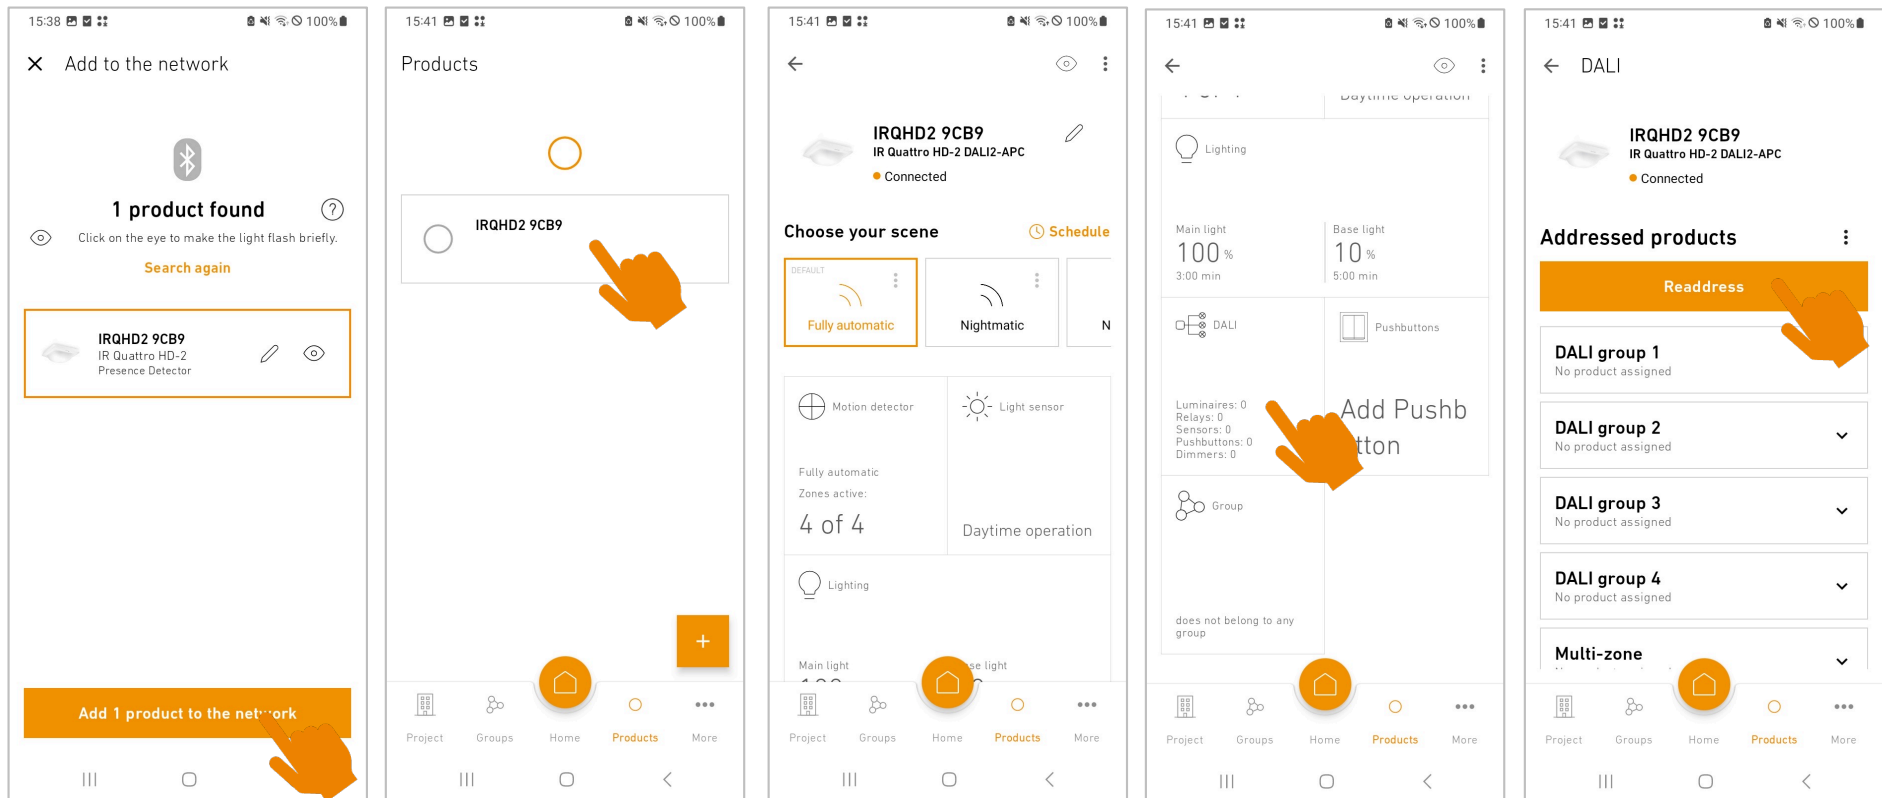 15:38
100%
Add to the network
1 product found
?
Click on the eye to make the light flash briefly.
Search again
IRQHD2 9CB9
IR Quattro HD-2
Presence Detector
Add 1 product to the network
15:41
100%
Products
IRQHD2 9CB9
+
Project
Groups
Home
Products
More
15:41
100%
IRQHD2 9CB9
IR Quattro HD-2 DALI2-APC
Connected
Choose your scene
Schedule
DEFAULT
Fully automatic
Nightmatic
N
Motion detector
Light sensor
Fully automatic
Zones active:
4 of 4
Daytime operation
Lighting
Main light
se light
Project
Groups
Home
Products
More
15:41
100%
Daytime operation
Lighting
Main light
Base light
100 %
10 %
3:00 min
5:00 min
DALI
Pushbuttons
Luminaires: 0
Relays: 0
Sensors: 0
Pushbuttons: 0
Dimmers: 0
Add Pushb
tton
Group
does not belong to any
group
Project
Groups
Home
Products
More
15:41
100%
DALI
IRQHD2 9CB9
IR Quattro HD-2 DALI2-APC
Connected
Addressed products
Readdress
DALI group 1
No product assigned
DALI group 2
No product assigned
DALI group 3
No product assigned
DALI group 4
No product assigned
Multi-zone
Project
Groups
Home
Products
More